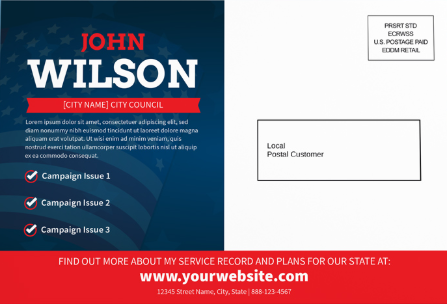 JOHN
WILSON
[CITY NAME] CITY COUNCIL
Lorem ipsum dolor sit amet, consectetuer adipiscing elit, sed
diam nonummy nibh euismod tincidunt ut laoreet dolore magna
aliquam erat volutpat. Ut wisi enim ad minim veniam, quis
nostrud exerci tation ullamcorper suscipit lobortis nisl ut aliquip
ex ea commodo consequat.
Campaign Issue 1
Campaign Issue 2
Campaign Issue 3
PRSRT STD
ECRWSS
U.S. POSTAGE PAID
EDDM RETAIL
Local
Postal Customer
FIND OUT MORE ABOUT MY SERVICE RECORD AND PLANS FOR OUR STATE AT:
www.yourwebsite.com
12345 Street Name, City, State | 888-123-4567